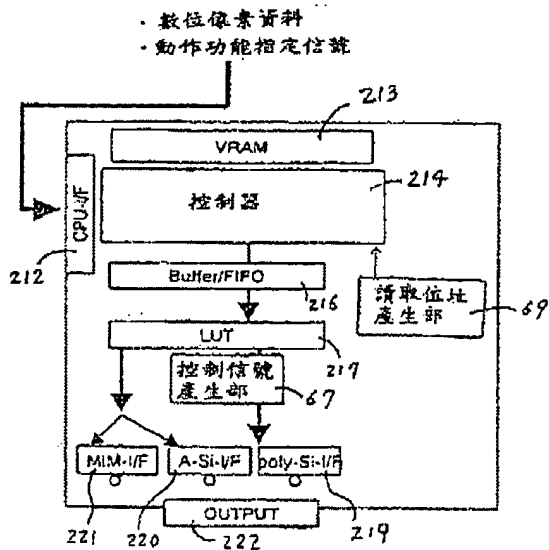 ・數位像素資料
・動作功能指定信號
213
VRAM
214
控制器
CPU-I/F
212
Buffer/FIFO
216
讀取位址
產生部
69
LUT
217
控制信號
產生部
67
MIM-I/F
A-Si-I/F
poly-Si-I/F
221
220
219
OUTPUT
222